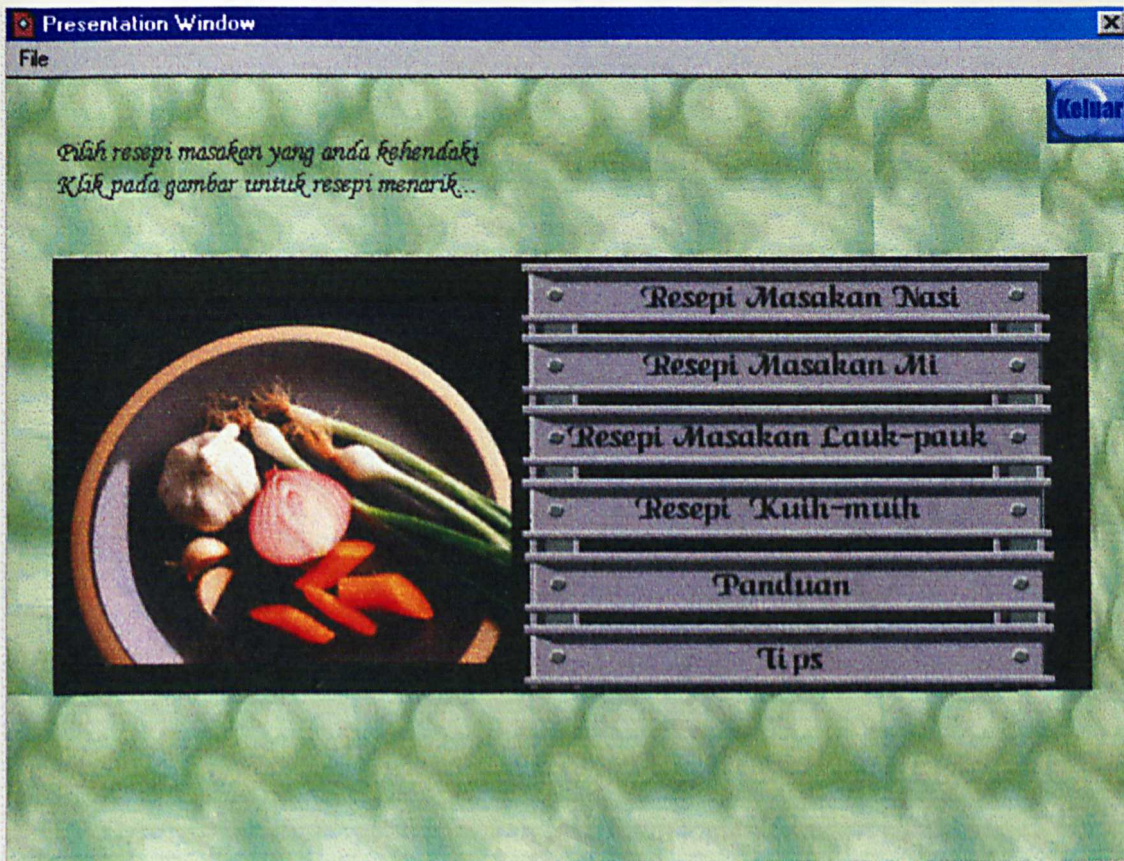 Presentation Window
File
Keluar
Pilih resepi masakan yang anda kehendaki
Klik pada gambar untuk resepi menarik...
Resepi Masakan Nasi
Resepi Masakan Mi
Resepi Masakan Lauk-pauk
Resepi Kuih-muih
Panduan
Tips